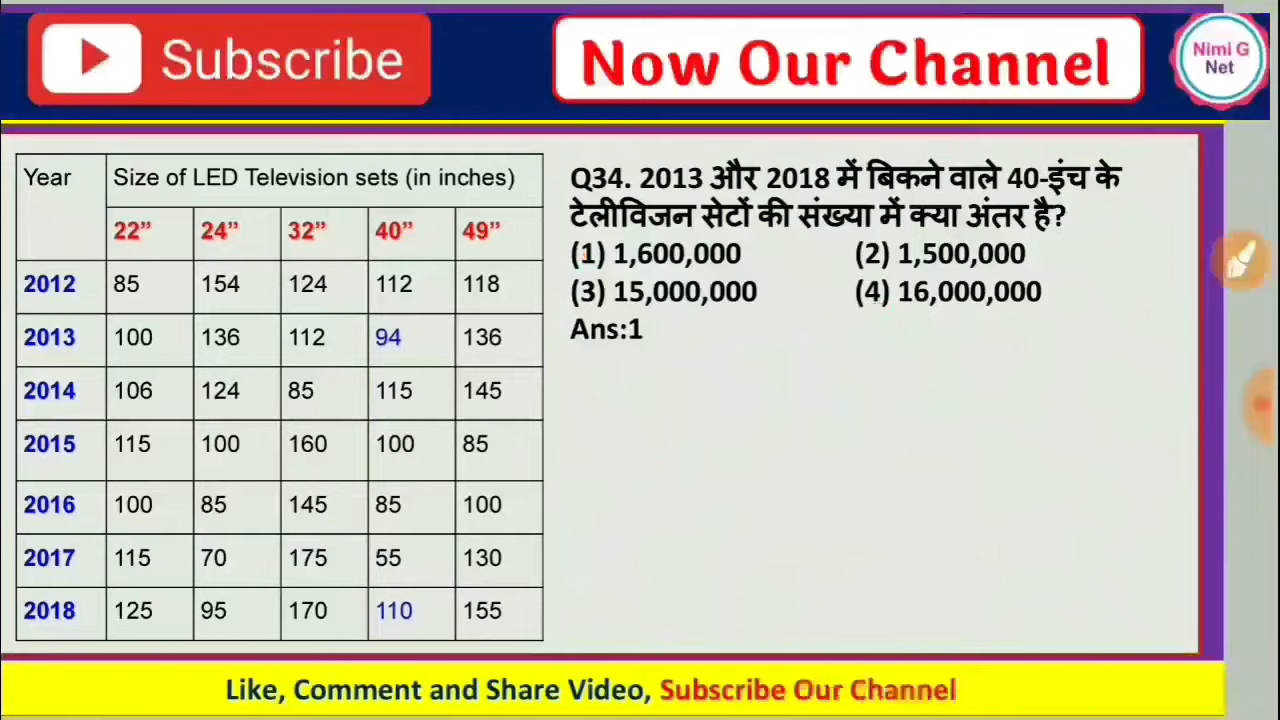 Subscribe
Now Our Channel
Nimi G
Net
Year Size of LED Television sets (in inches)
22” 24” 32” 40” 49”
2012 85 154 124 112 118
2013 100 136 112 94 136
2014 106 124 85 115 145
2015 115 100 160 100 85
2016 100 85 145 85 100
2017 115 70 175 55 130
2018 125 95 170 110 155
Q34. 2013 और 2018 में बिकने वाले 40-इंच के
टेलीविजन सेटों की संख्या में क्या अंतर है?
(1) 1,600,000 (2) 1,500,000
(3) 15,000,000 (4) 16,000,000
Ans:1
Like, Comment and Share Video, Subscribe Our Channel